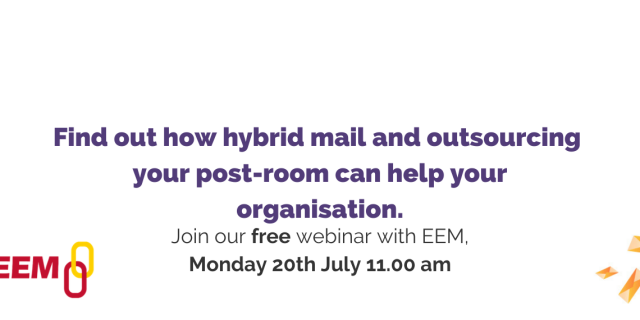 Find out how hybrid mail and outsourcing
your post-room can help your
organisation.
Join our free webinar with EEM,
Monday 20th July 11.00 am
EEM